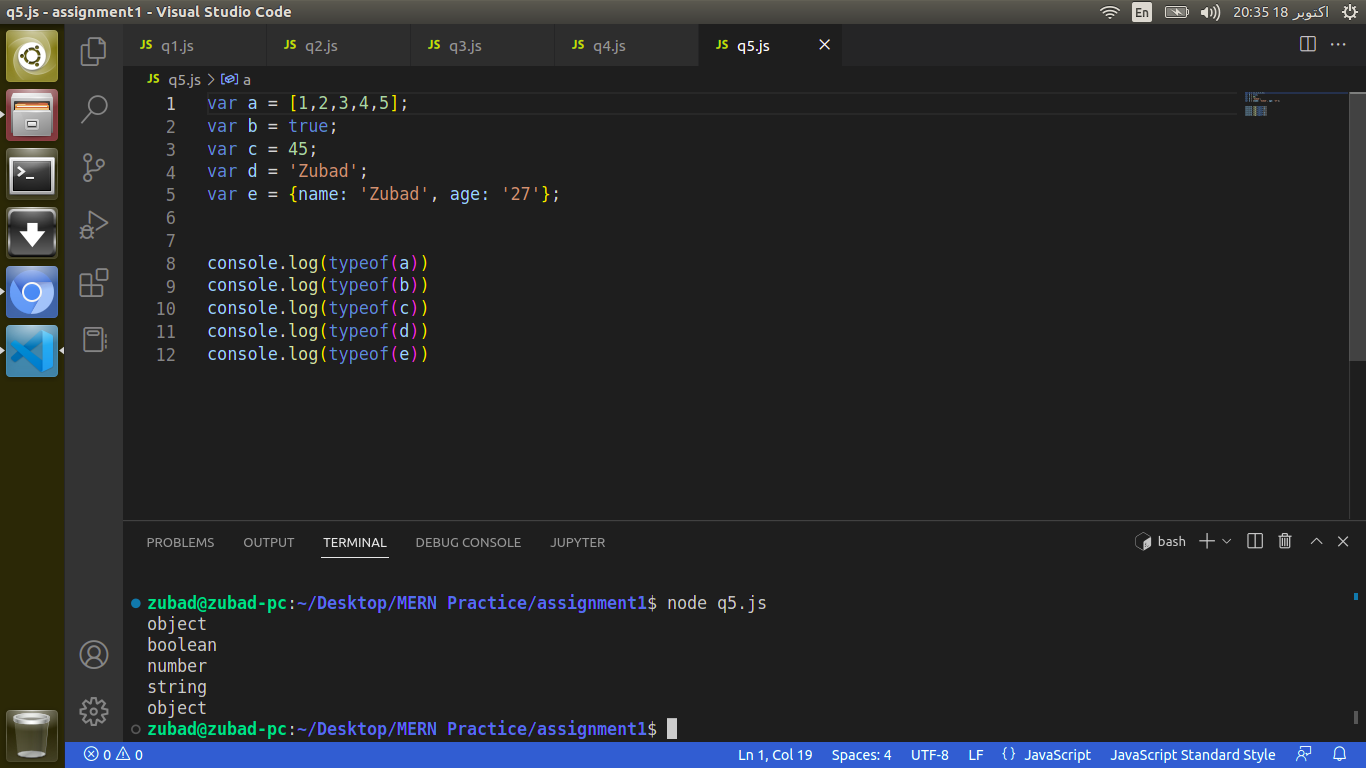 q5.js - assignment1 - Visual Studio Code
En
20:35 18 اکتوبر
JS q1.js
JS q2.js
JS q3.js
JS q4.js
JS q5.js
JS q5.js > a
1 var a = [1,2,3,4,5];
2 var b = true;
3 var c = 45;
4 var d = 'Zubad';
5 var e = {name: 'Zubad', age: '27'};
6
7
8 console.log(typeof(a))
9 console.log(typeof(b))
10 console.log(typeof(c))
11 console.log(typeof(d))
12 console.log(typeof(e))
PROBLEMS OUTPUT TERMINAL DEBUG CONSOLE JUPYTER
bash
zubad@zubad-pc:~/Desktop/MERN Practice/assignment1$ node q5.js
object
boolean
number
string
object
zubad@zubad-pc:~/Desktop/MERN Practice/assignment1$
0 0
Ln 1, Col 19 Spaces: 4 UTF-8 LF {} JavaScript JavaScript Standard Style